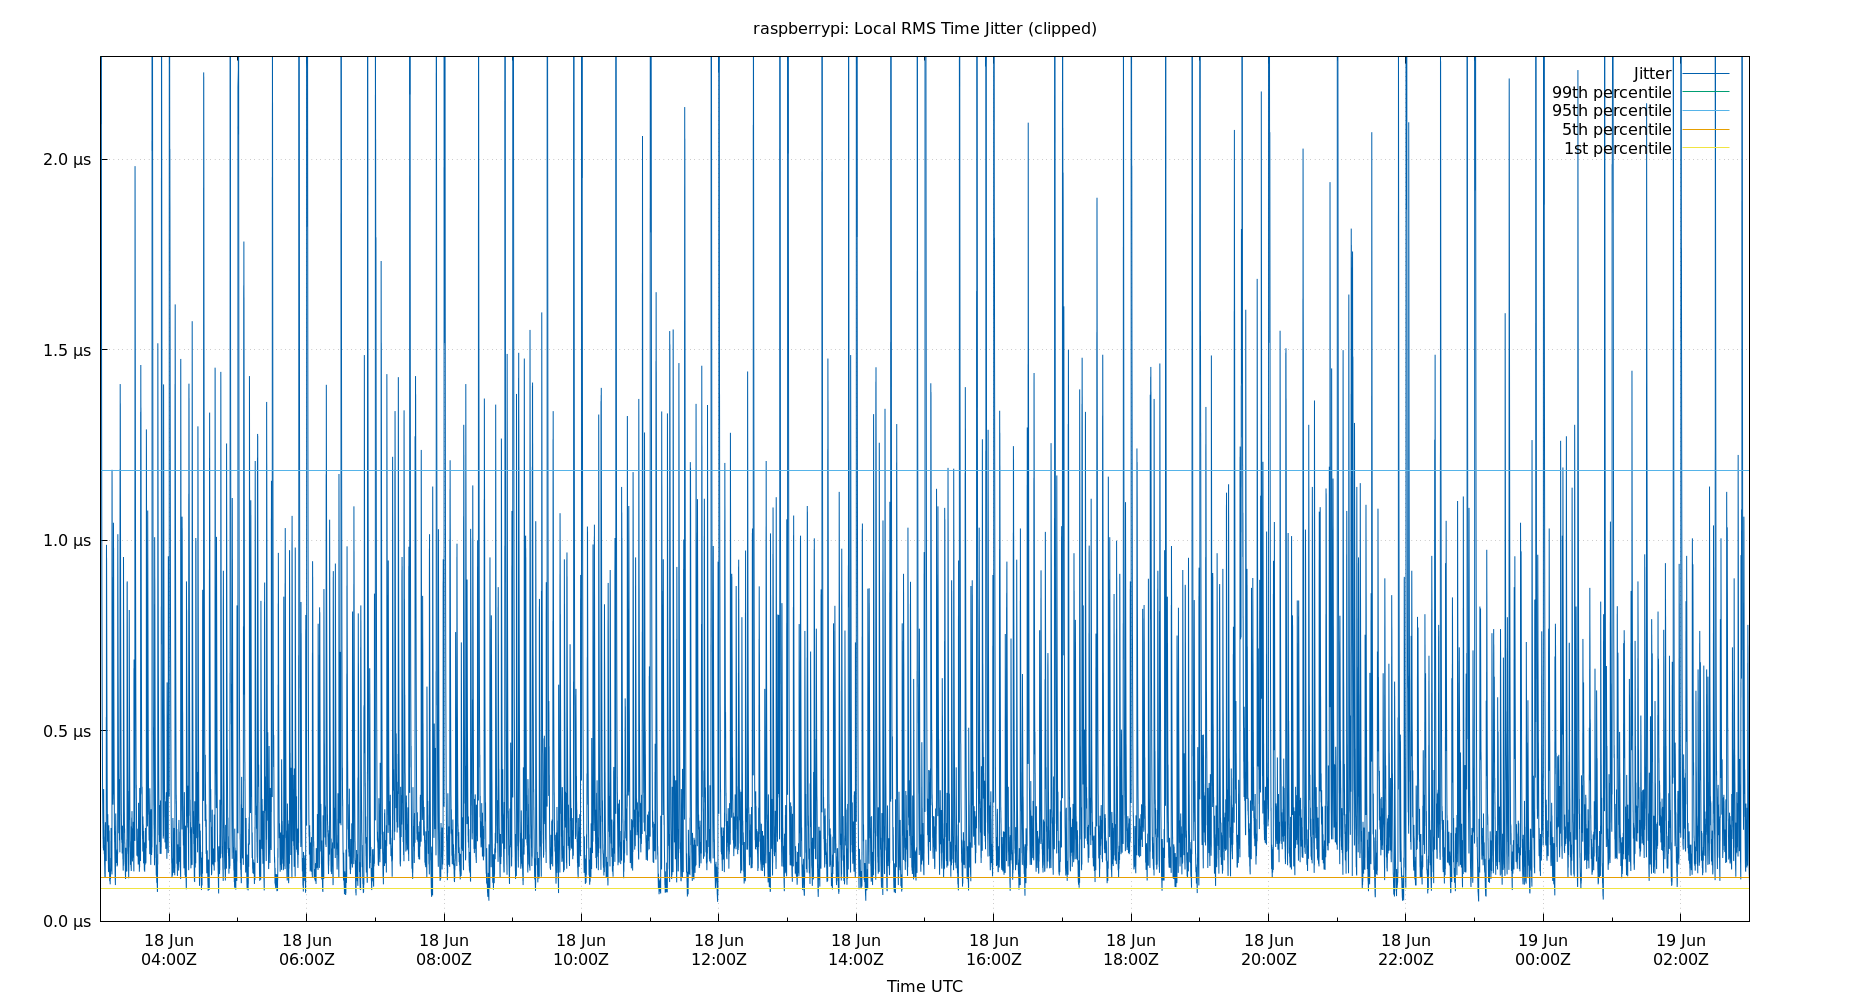 raspberrypi: Local RMS Time Jitter (clipped)
Jitter
99th percentile
95th percentile
5th percentile
1st percentile
2.0 µs
1.5 µs
1.0 µs
0.5 µs
0.0 µs
18 Jun 18 Jun 18 Jun 18 Jun 18 Jun 18 Jun 18 Jun 18 Jun 18 Jun 18 Jun 19 Jun 19 Jun
04:00Z 06:00Z 08:00Z 10:00Z 12:00Z 14:00Z 16:00Z 18:00Z 20:00Z 22:00Z 00:00Z 02:00Z
Time UTC